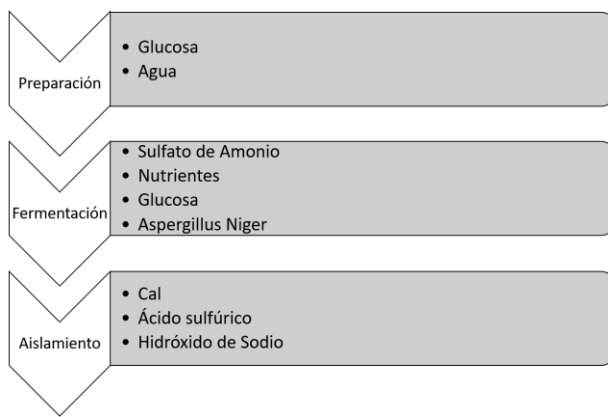 Preparación
• Glucosa
• Agua
Fermentación
• Sulfato de Amonio
• Nutrientes
• Glucosa
• Aspergillus Niger
Aislamiento
• Cal
• Ácido sulfúrico
• Hidróxido de Sodio